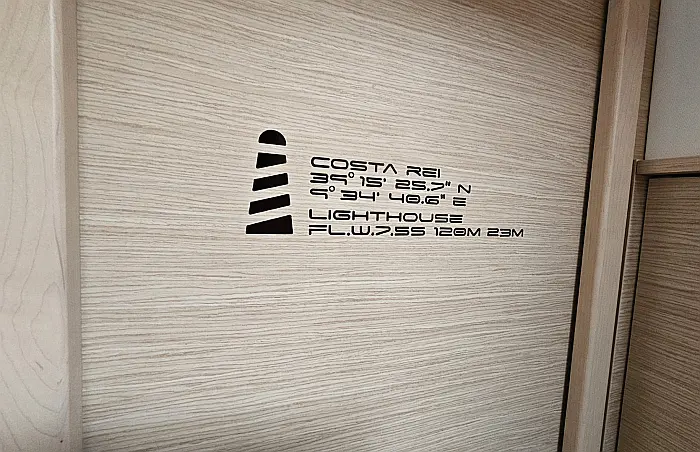 COSTA REI
39° 15' 25.7" N
9° 34' 40.6" E
LIGHTHOUSE
FL.W.7.5S 120M 23M